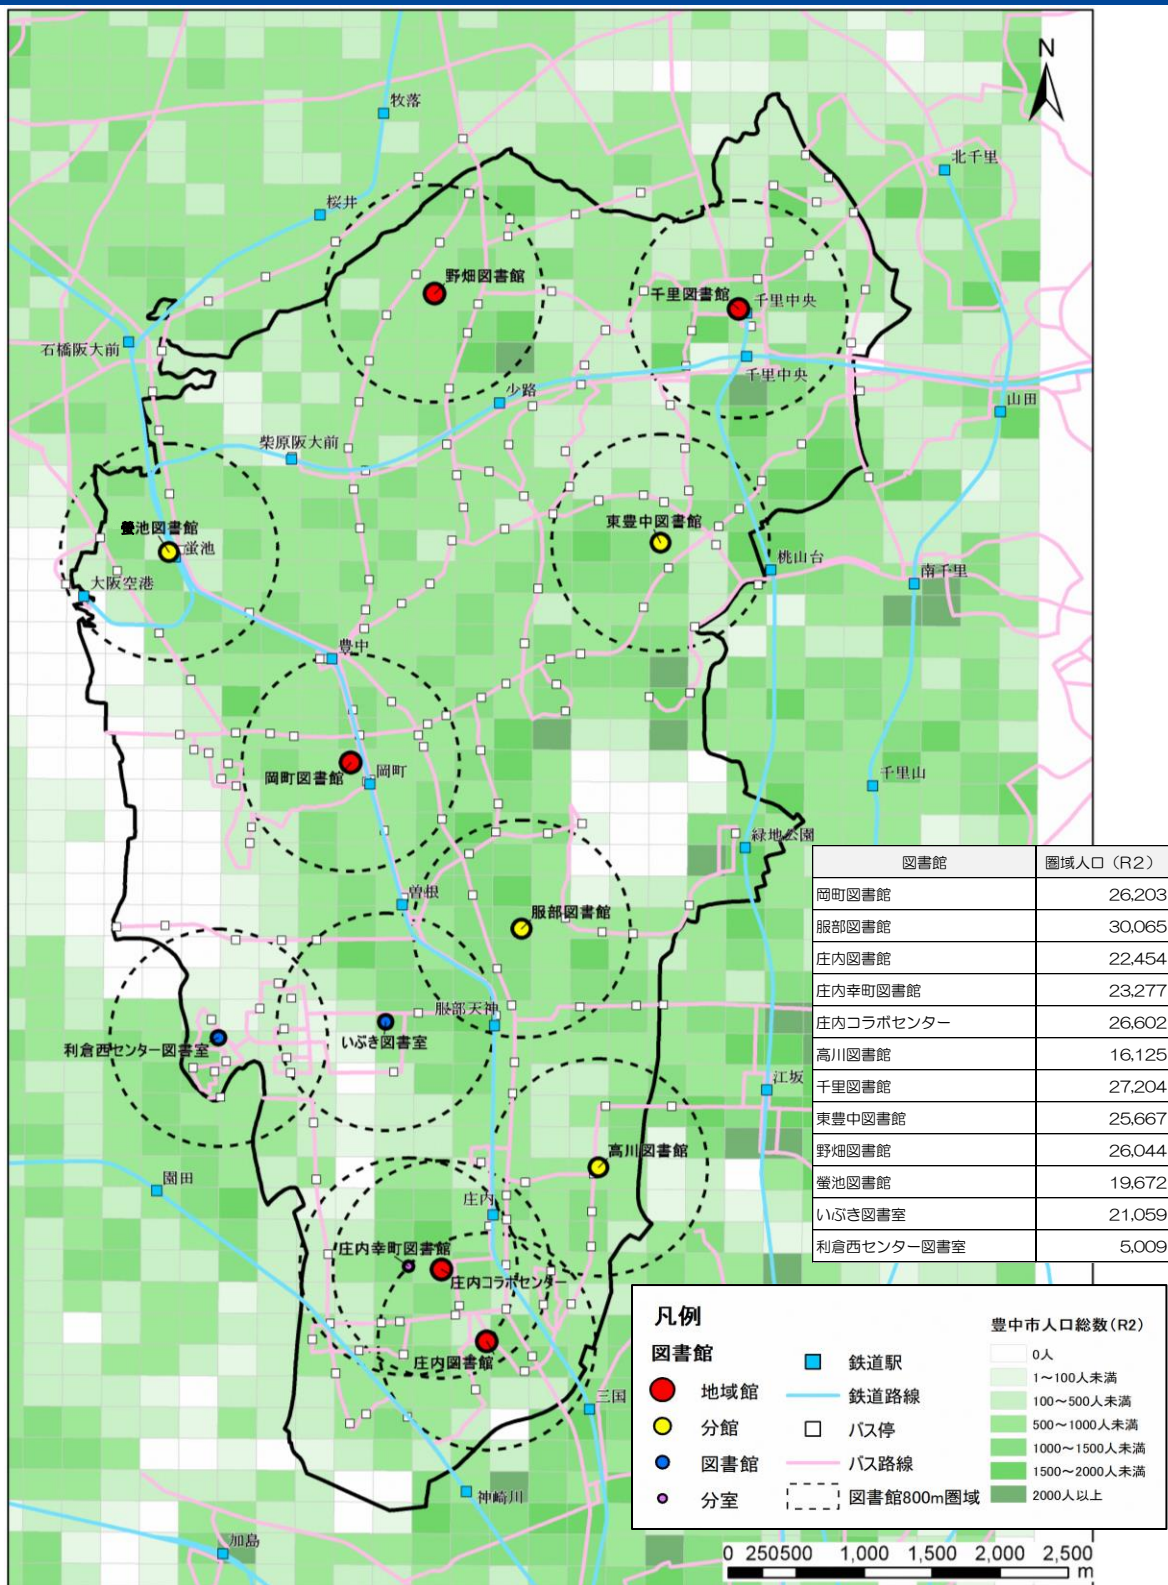 N
牧落
北千里
桜井
野畑図書館
千里図書館
千里中央
石橋阪大前
千里中央
少路
山田
柴原阪大前
螢池図書館
蛍池
東豊中図書館
桃山台
南千里
大阪空港
豊中
岡町図書館
岡町
千里山
緑地公園
曽根
服部図書館
服部天神
いぶき図書室
利倉西センター図書室
江坂
高川図書館
園田
庄内
庄内幸町図書館
庄内コラボセンター
庄内図書館
三国
神崎川
加島
図書館 圏域人口（R2）
岡町図書館 26,203
服部図書館 30,065
庄内図書館 22,454
庄内幸町図書館 23,277
庄内コラボセンター 26,602
高川図書館 16,125
千里図書館 27,204
東豊中図書館 25,667
野畑図書館 26,044
螢池図書館 19,672
いぶき図書室 21,059
利倉西センター図書室 5,009
凡例
図書館
地域館
分館
図書館
分室
鉄道駅
鉄道路線
バス停
バス路線
図書館800m圏域
豊中市人口総数(R2)
0人
1～100人未満
100～500人未満
500～1000人未満
1000～1500人未満
1500～2000人未満
2000人以上
0 250 500 1,000 1,500 2,000 2,500
m